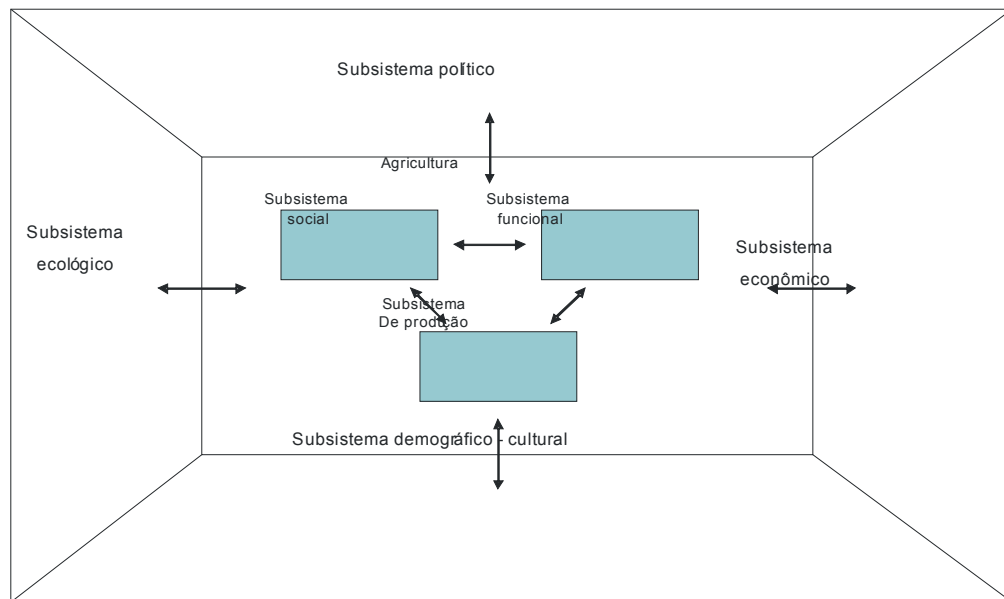 Subsistema político
Agricultura
Subsistema
social
Subsistema
funcional
Subsistema
ecológico
Subsistema
econômico
Subsistema
De produção
Subsistema demográfico - cultural